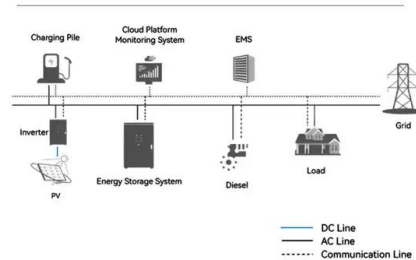 Charging Pile
Cloud Platform
Monitoring System
EMS
Grid
Inverter
PV
Energy Storage System
Diesel
Load
DC Line
AC Line
Communication Line